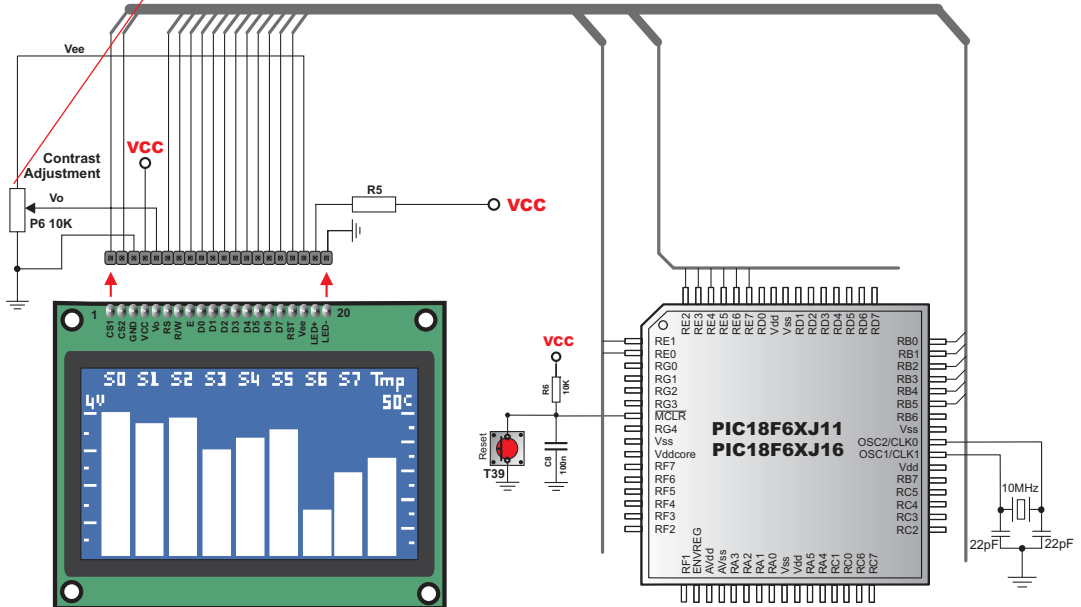 Vee
Contrast
Adjustment
VCC
Vo
P6 10K
R5
VCC
1
20
CS1
CS2
GND
VCC
Vo
RS
R/W
E
D0
D1
D2
D3
D4
D5
D6
D7
RST
Vee
LED+
LED-
S0 S1 S2 S3 S4 S5 S6 S7 Tmp
4V
50C
VCC
R6
10K
Reset
T39
C8
100n
PIC18F6XJ11
PIC18F6XJ16
RE2
RE3
RE4
RE5
RE6
RE7
RD0
Vdd
Vss
RD1
RD2
RD3
RD4
RD5
RD6
RD7
RE1
RE0
RG0
RG1
RG2
RG3
MCLR
RG4
Vss
Vddcore
RF7
RF6
RF5
RF4
RF3
RF2
RF1
ENVREG
AVdd
AVss
RA3
RA2
RA1
RA0
Vss
Vdd
RA5
RA4
RC1
RC0
RC6
RC7
RB0
RB1
RB2
RB3
RB4
RB5
RB6
Vss
OSC2/CLK0
OSC1/CLK1
Vdd
RB7
RC5
RC4
RC3
RC2
10MHz
22pF
22pF